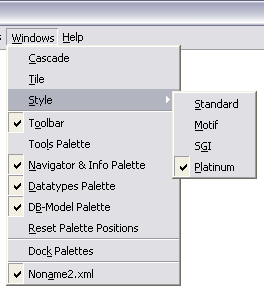 Windows Help
Cascade
Tile
Style
Toolbar
Tools Palette
Navigator & Info Palette
Datatypes Palette
DB-Model Palette
Reset Palette Positions
Dock Palettes
Noname2.xml
Standard
Motif
SGI
Platinum